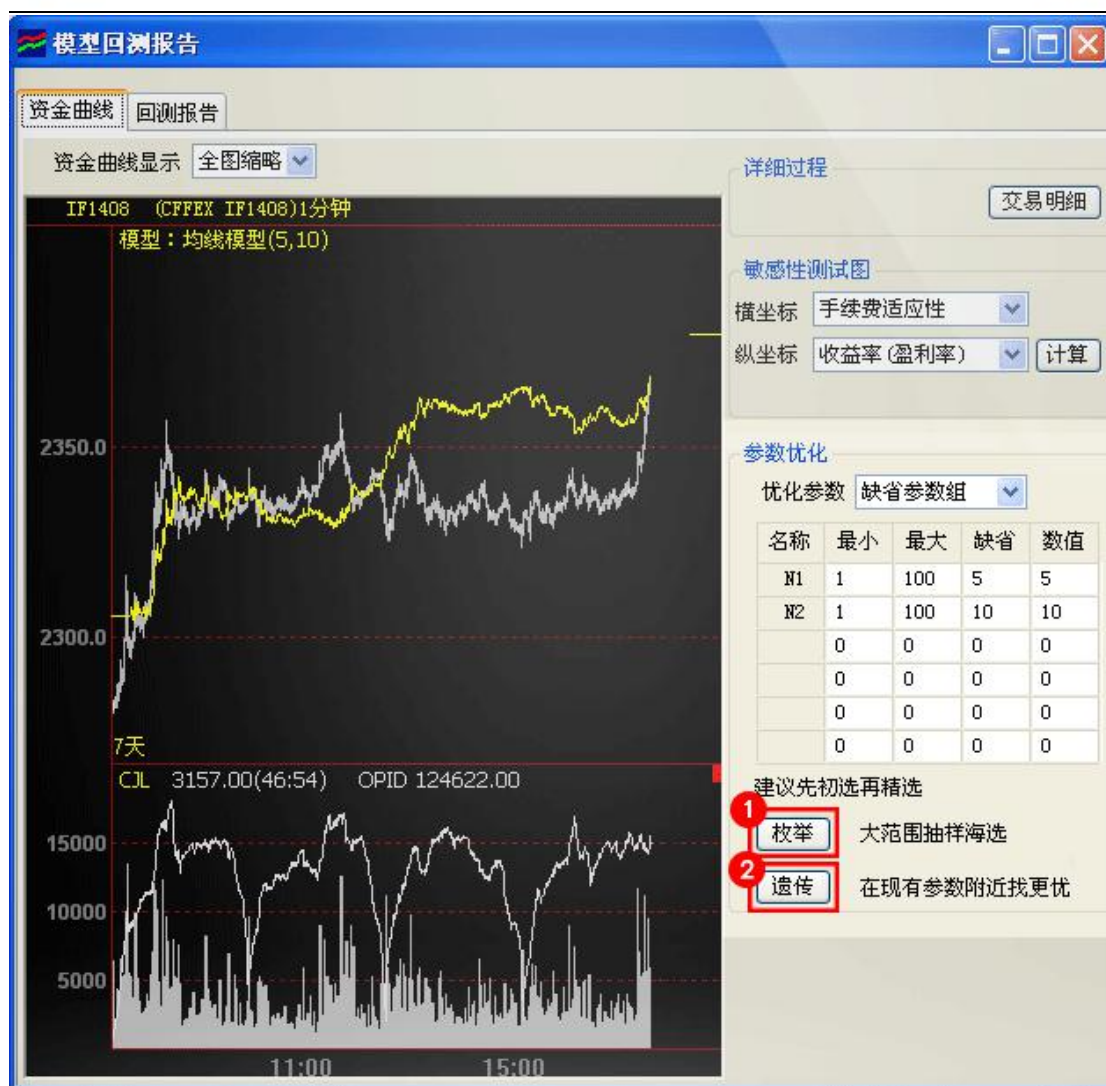 模型回测报告
资金曲线 回测报告
资金曲线显示 全图缩略
IF1408 (CFFEX IF1408)1分钟
模型：均线模型(5,10)
2350.0
2300.0
7天
CJL 3157.00(46:54) OPID 124622.00
15000
10000
5000
11:00 15:00
详细过程
交易明细
敏感性测试图
横坐标 手续费适应性
纵坐标 收益率(盈利率) 计算
参数优化
优化参数 缺省参数组
名称 最小 最大 缺省 数值
N1 1 100 5 5
N2 1 100 10 10
0 0 0 0
0 0 0 0
0 0 0 0
0 0 0 0
建议先初选再精选
1
枚举 大范围抽样海选
2
遗传 在现有参数附近找更优